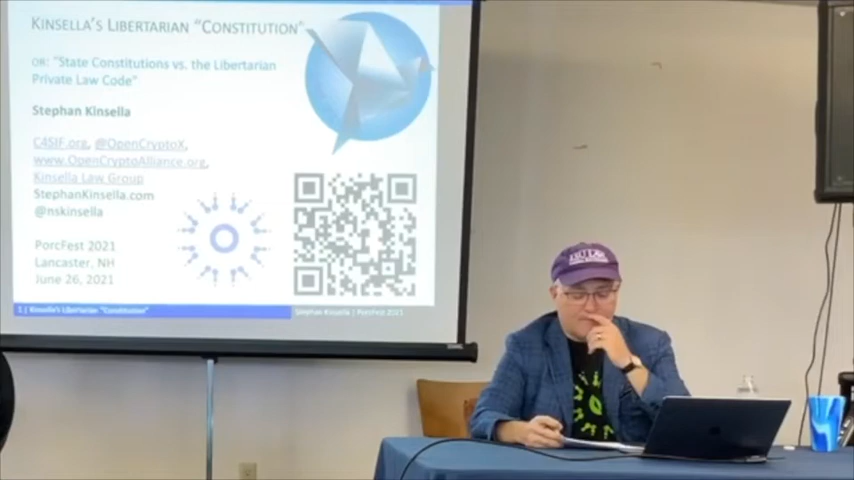 KINSELLA'S LIBERTARIAN "CONSTITUTION"
OR: "State Constitutions vs. the Libertarian
Private Law Code"
Stephan Kinsella
C4SIF.org, @OpenCryptoX,
www.OpenCryptoAlliance.org,
Kinsella Law Group
StephanKinsella.com
@nskinsella
PorcFest 2021
Lancaster, NH
June 26, 2021
1 | Kinsella's Libertarian "Constitution"
Stephan Kinsella | PorcFest 2021
LSU LAW